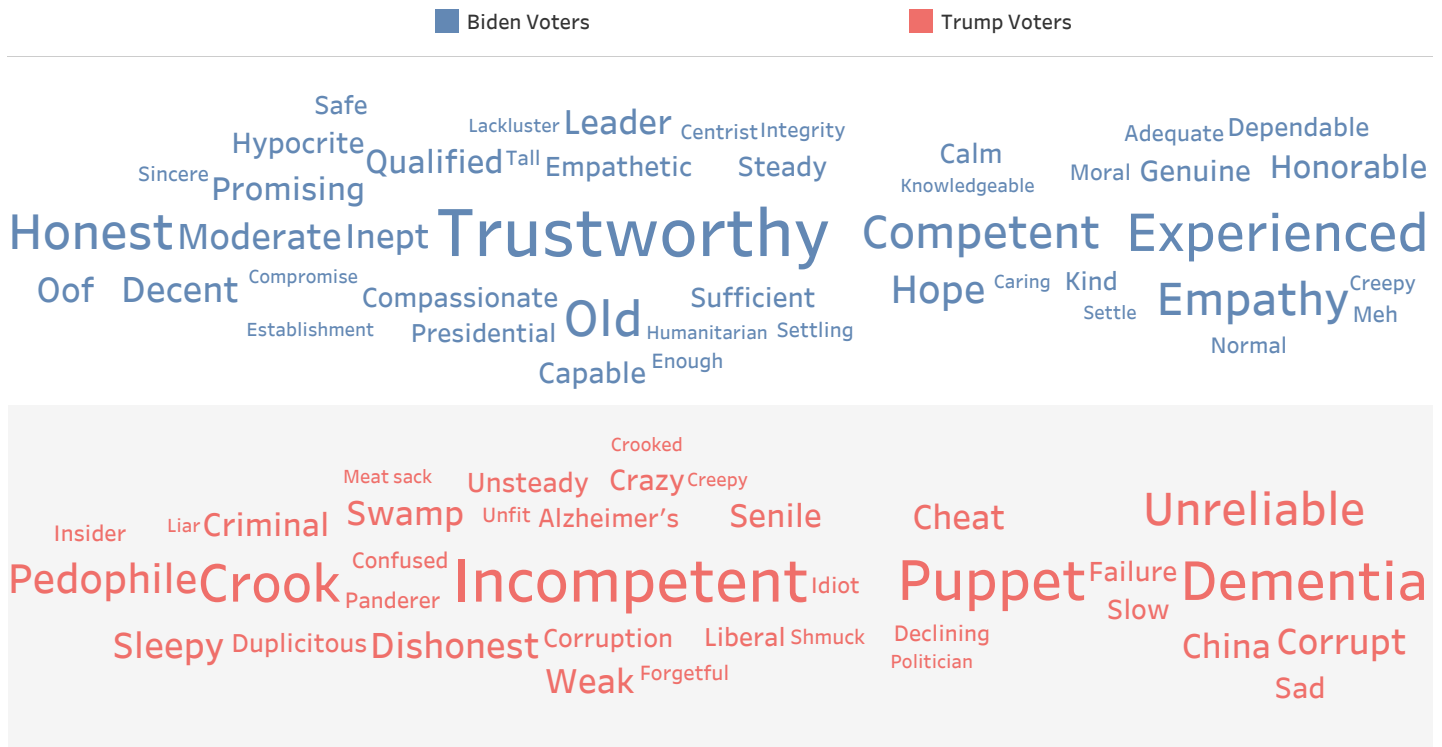 Biden Voters
Trump Voters
Safe
Lackluster Leader Centrist Integrity
Adequate Dependable
Hypocrite
Qualified Tall Empathetic Steady
Calm
Sincere Promising
Knowledgeable
Moral Genuine Honorable
Honest Moderate Inept Trustworthy Competent Experienced
Oof Decent Compromise
Compassionate Old Sufficient
Hope Caring Kind
Settle
Empathy Creepy
Meh
Establishment Presidential Humanitarian Settling
Normal
Capable Enough
Crooked
Meat sack Unsteady Crazy Creepy
Insider Liar Criminal Swamp Unfit Alzheimer's Senile Cheat Unreliable
Confused
Pedophile Crook Panderer Incompetent Idiot Puppet Failure Dementia
Slow
Sleepy Duplicitous Dishonest Corruption Liberal Shmuck Declining
Politician
China Corrupt
Weak Forgetful
Sad